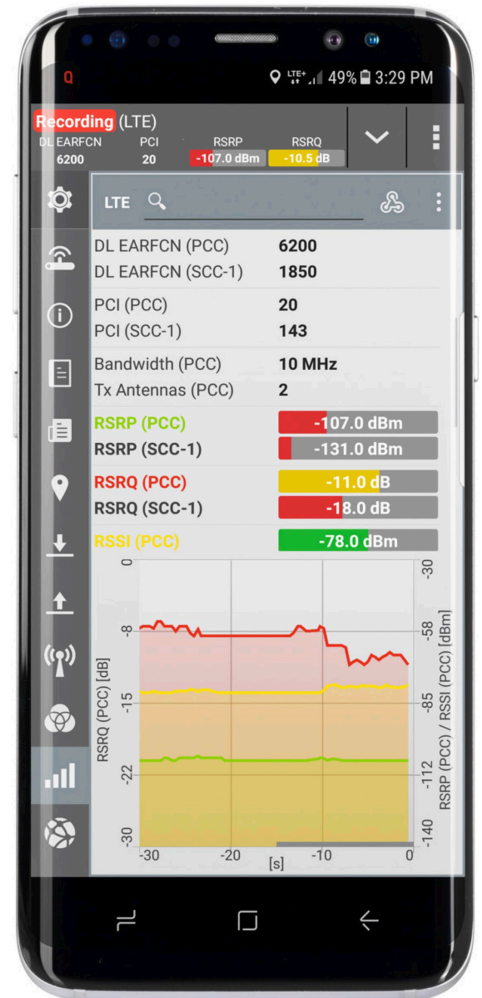 Q
LTE+ 49% 3:29 PM
Recording (LTE)
DL EARFCN PCI RSRP RSRQ
6200 20 -107.0 dBm -10.5 dB
LTE
DL EARFCN (PCC) 6200
DL EARFCN (SCC-1) 1850
PCI (PCC) 20
PCI (SCC-1) 143
Bandwidth (PCC) 10 MHz
Tx Antennas (PCC) 2
RSRP (PCC) -107.0 dBm
RSRP (SCC-1) -131.0 dBm
RSRQ (PCC) -11.0 dB
RSRQ (SCC-1) -18.0 dB
RSSI (PCC) -78.0 dBm
0 -30
-8 -58
-15 -85
-22 -112
-30 -140
RSRQ (PCC) [dB]
RSRP (PCC) / RSSI (PCC) [dBm]
-30 -20 -10 0
[s]